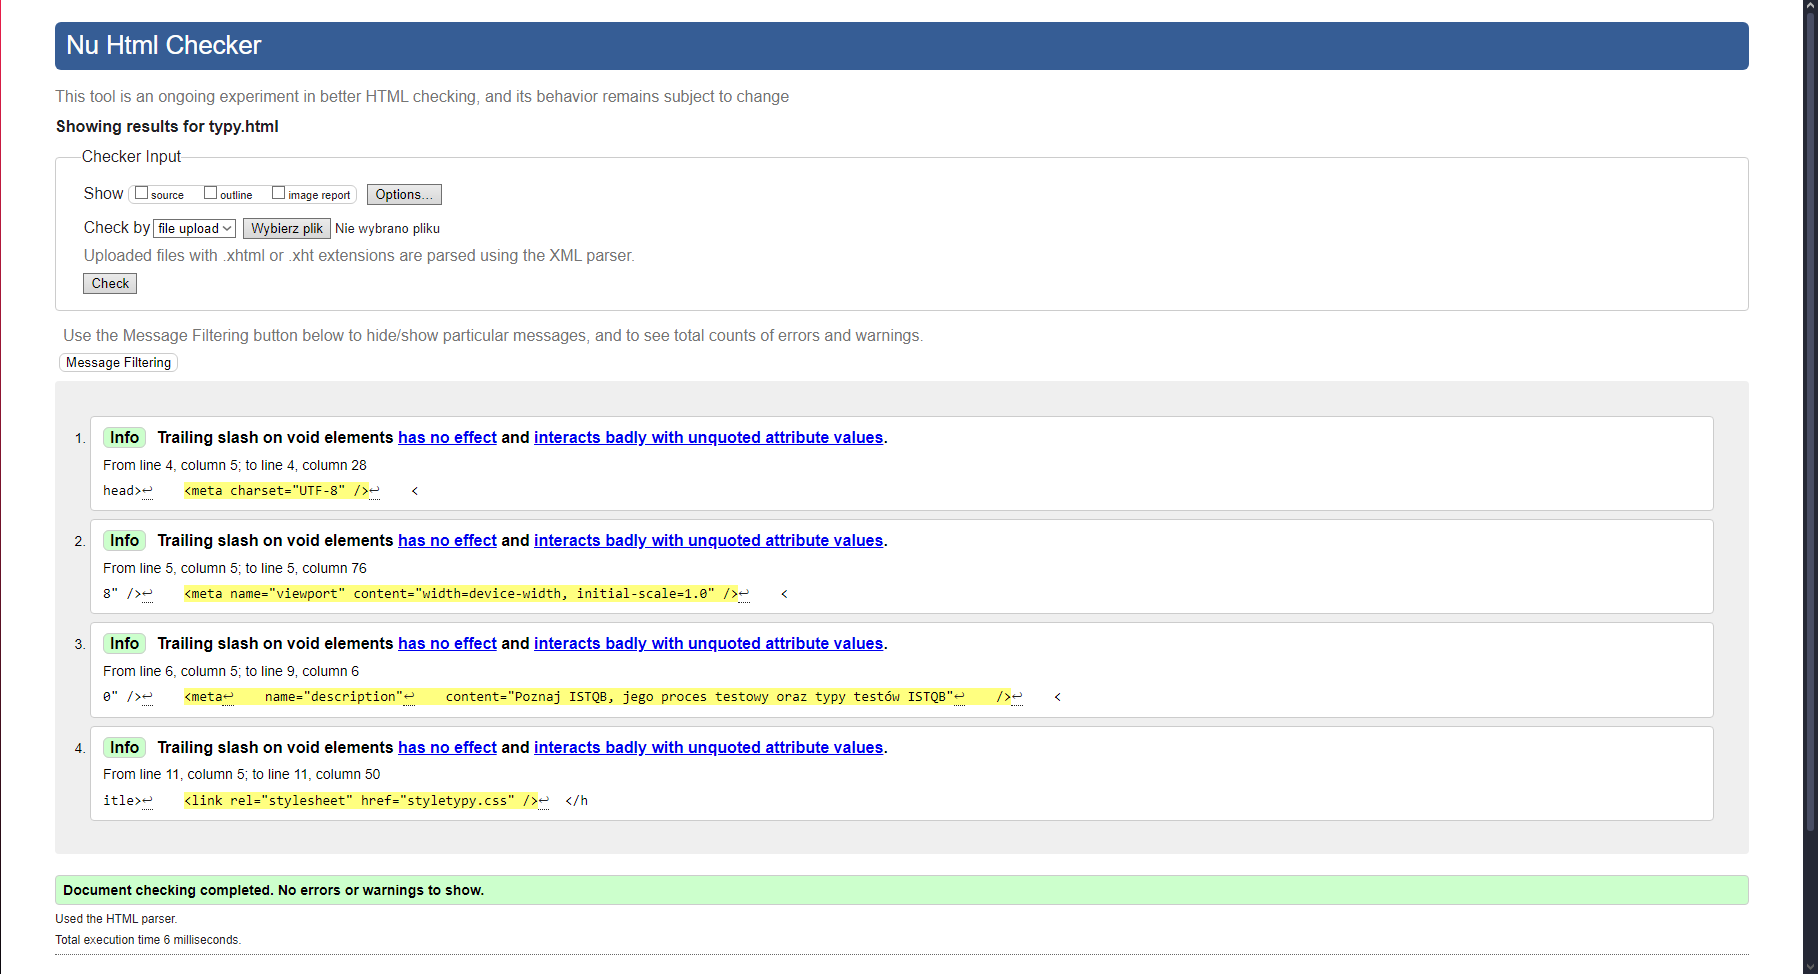 Nu Html Checker
This tool is an ongoing experiment in better HTML checking, and its behavior remains subject to change
Showing results for typy.html
Checker Input
Show source outline image report Options...
Check by file upload Wybierz plik Nie wybrano pliku
Uploaded files with .xhtml or .xht extensions are parsed using the XML parser.
Check
Use the Message Filtering button below to hide/show particular messages, and to see total counts of errors and warnings.
Message Filtering
1. Info Trailing slash on void elements has no effect and interacts badly with unquoted attribute values.
From line 4, column 5; to line 4, column 28
head>↩ <meta charset="UTF-8" />↩ <
2. Info Trailing slash on void elements has no effect and interacts badly with unquoted attribute values.
From line 5, column 5; to line 5, column 76
8" />↩ <meta name="viewport" content="width=device-width, initial-scale=1.0" />↩ <
3. Info Trailing slash on void elements has no effect and interacts badly with unquoted attribute values.
From line 6, column 5; to line 9, column 6
0" />↩ <meta↩ name="description"↩ content="Poznaj ISTQB, jego proces testowy oraz typy testów ISTQB"↩ />↩ <
4. Info Trailing slash on void elements has no effect and interacts badly with unquoted attribute values.
From line 11, column 5; to line 11, column 50
itle>↩ <link rel="stylesheet" href="styletypy.css" />↩ </h
Document checking completed. No errors or warnings to show.
Used the HTML parser.
Total execution time 6 milliseconds.